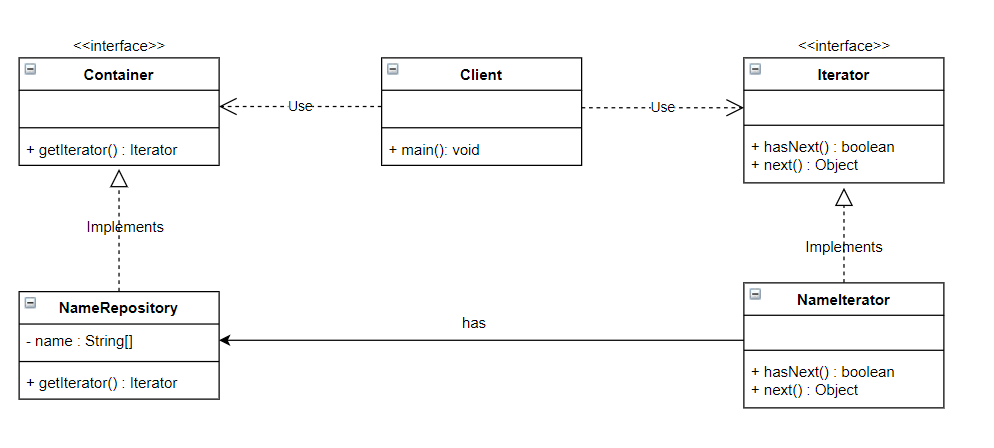 <<interface>>
Container
+ getIterator() : Iterator
Use
Client
+ main(): void
Use
<<interface>>
Iterator
+ hasNext() : boolean
+ next() : Object
Implements
Implements
NameRepository
- name : String[]
+ getIterator() : Iterator
has
NameIterator
+ hasNext() : boolean
+ next() : Object